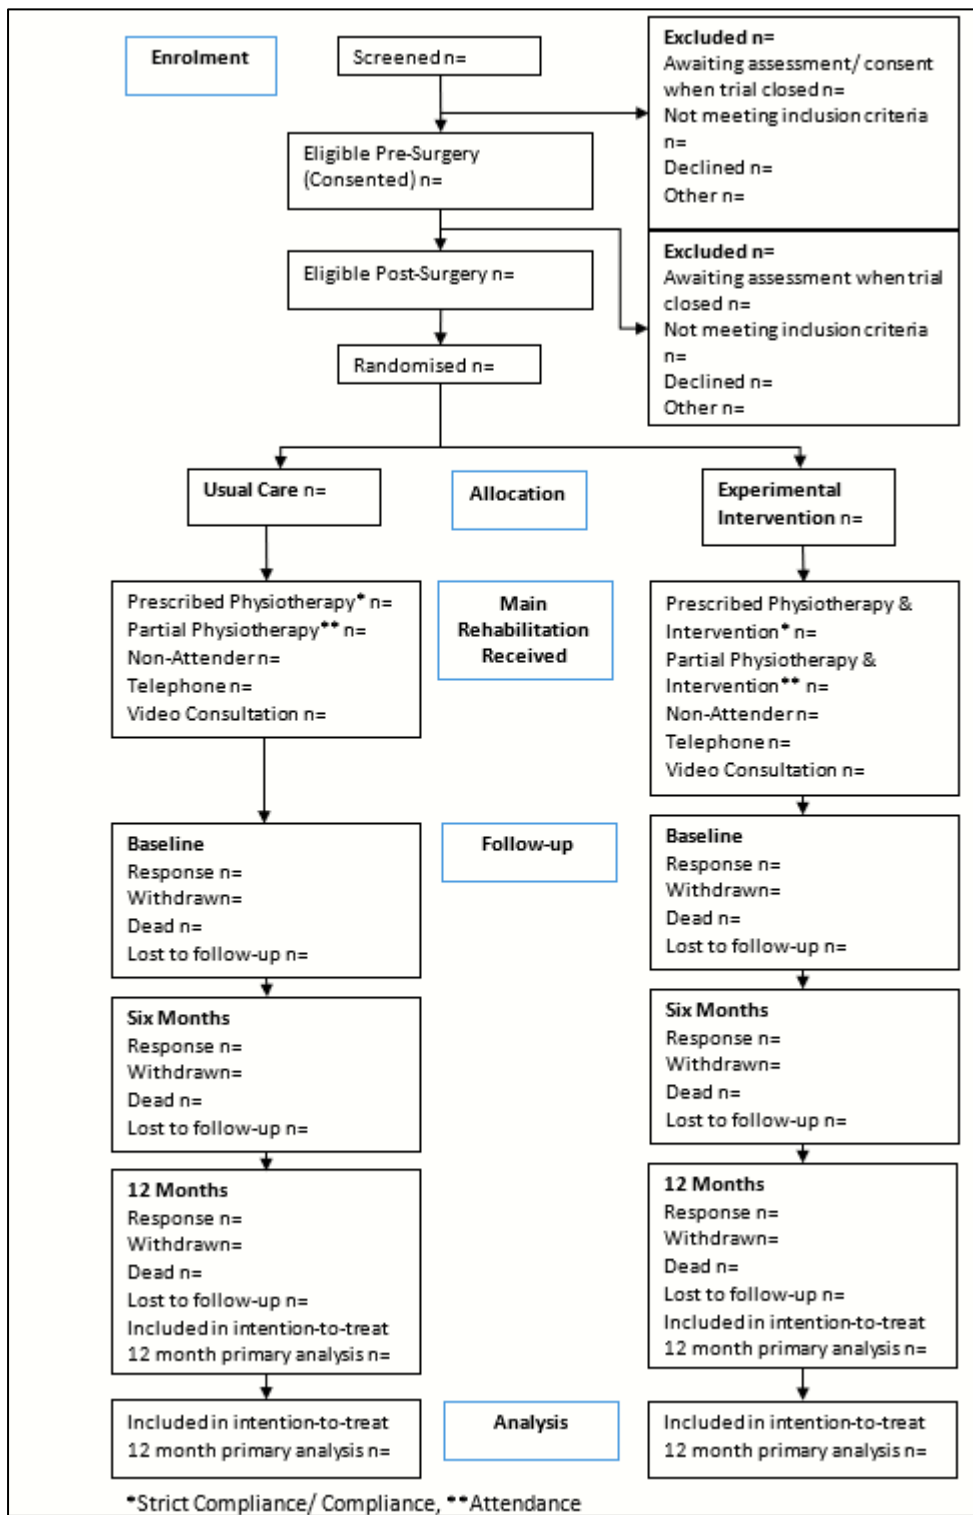 Enrolment
Screened n=
Excluded n=
Awaiting assessment/ consent
when trial closed n=
Not meeting inclusion criteria
n=
Declined n=
Other n=
Eligible Pre-Surgery
(Consented) n=
Excluded n=
Awaiting assessment when trial
closed n=
Not meeting inclusion criteria
n=
Declined n=
Other n=
Eligible Post-Surgery n=
Randomised n=
Usual Care n=
Allocation
Experimental
Intervention n=
Prescribed Physiotherapy* n=
Partial Physiotherapy** n=
Non-Attender n=
Telephone n=
Video Consultation n=
Main
Rehabilitation
Received
Prescribed Physiotherapy &
Intervention* n=
Partial Physiotherapy &
Intervention** n=
Non-Attender n=
Telephone n=
Video Consultation n=
Baseline
Response n=
Withdrawn=
Dead n=
Lost to follow-up n=
Follow-up
Baseline
Response n=
Withdrawn=
Dead n=
Lost to follow-up n=
Six Months
Response n=
Withdrawn=
Dead n=
Lost to follow-up n=
Six Months
Response n=
Withdrawn=
Dead n=
Lost to follow-up n=
12 Months
Response n=
Withdrawn=
Dead n=
Lost to follow-up n=
Included in intention-to-treat
12 month primary analysis n=
12 Months
Response n=
Withdrawn=
Dead n=
Lost to follow-up n=
Included in intention-to-treat
12 month primary analysis n=
Included in intention-to-treat
12 month primary analysis n=
Analysis
Included in intention-to-treat
12 month primary analysis n=
*Strict Compliance/ Compliance, **Attendance